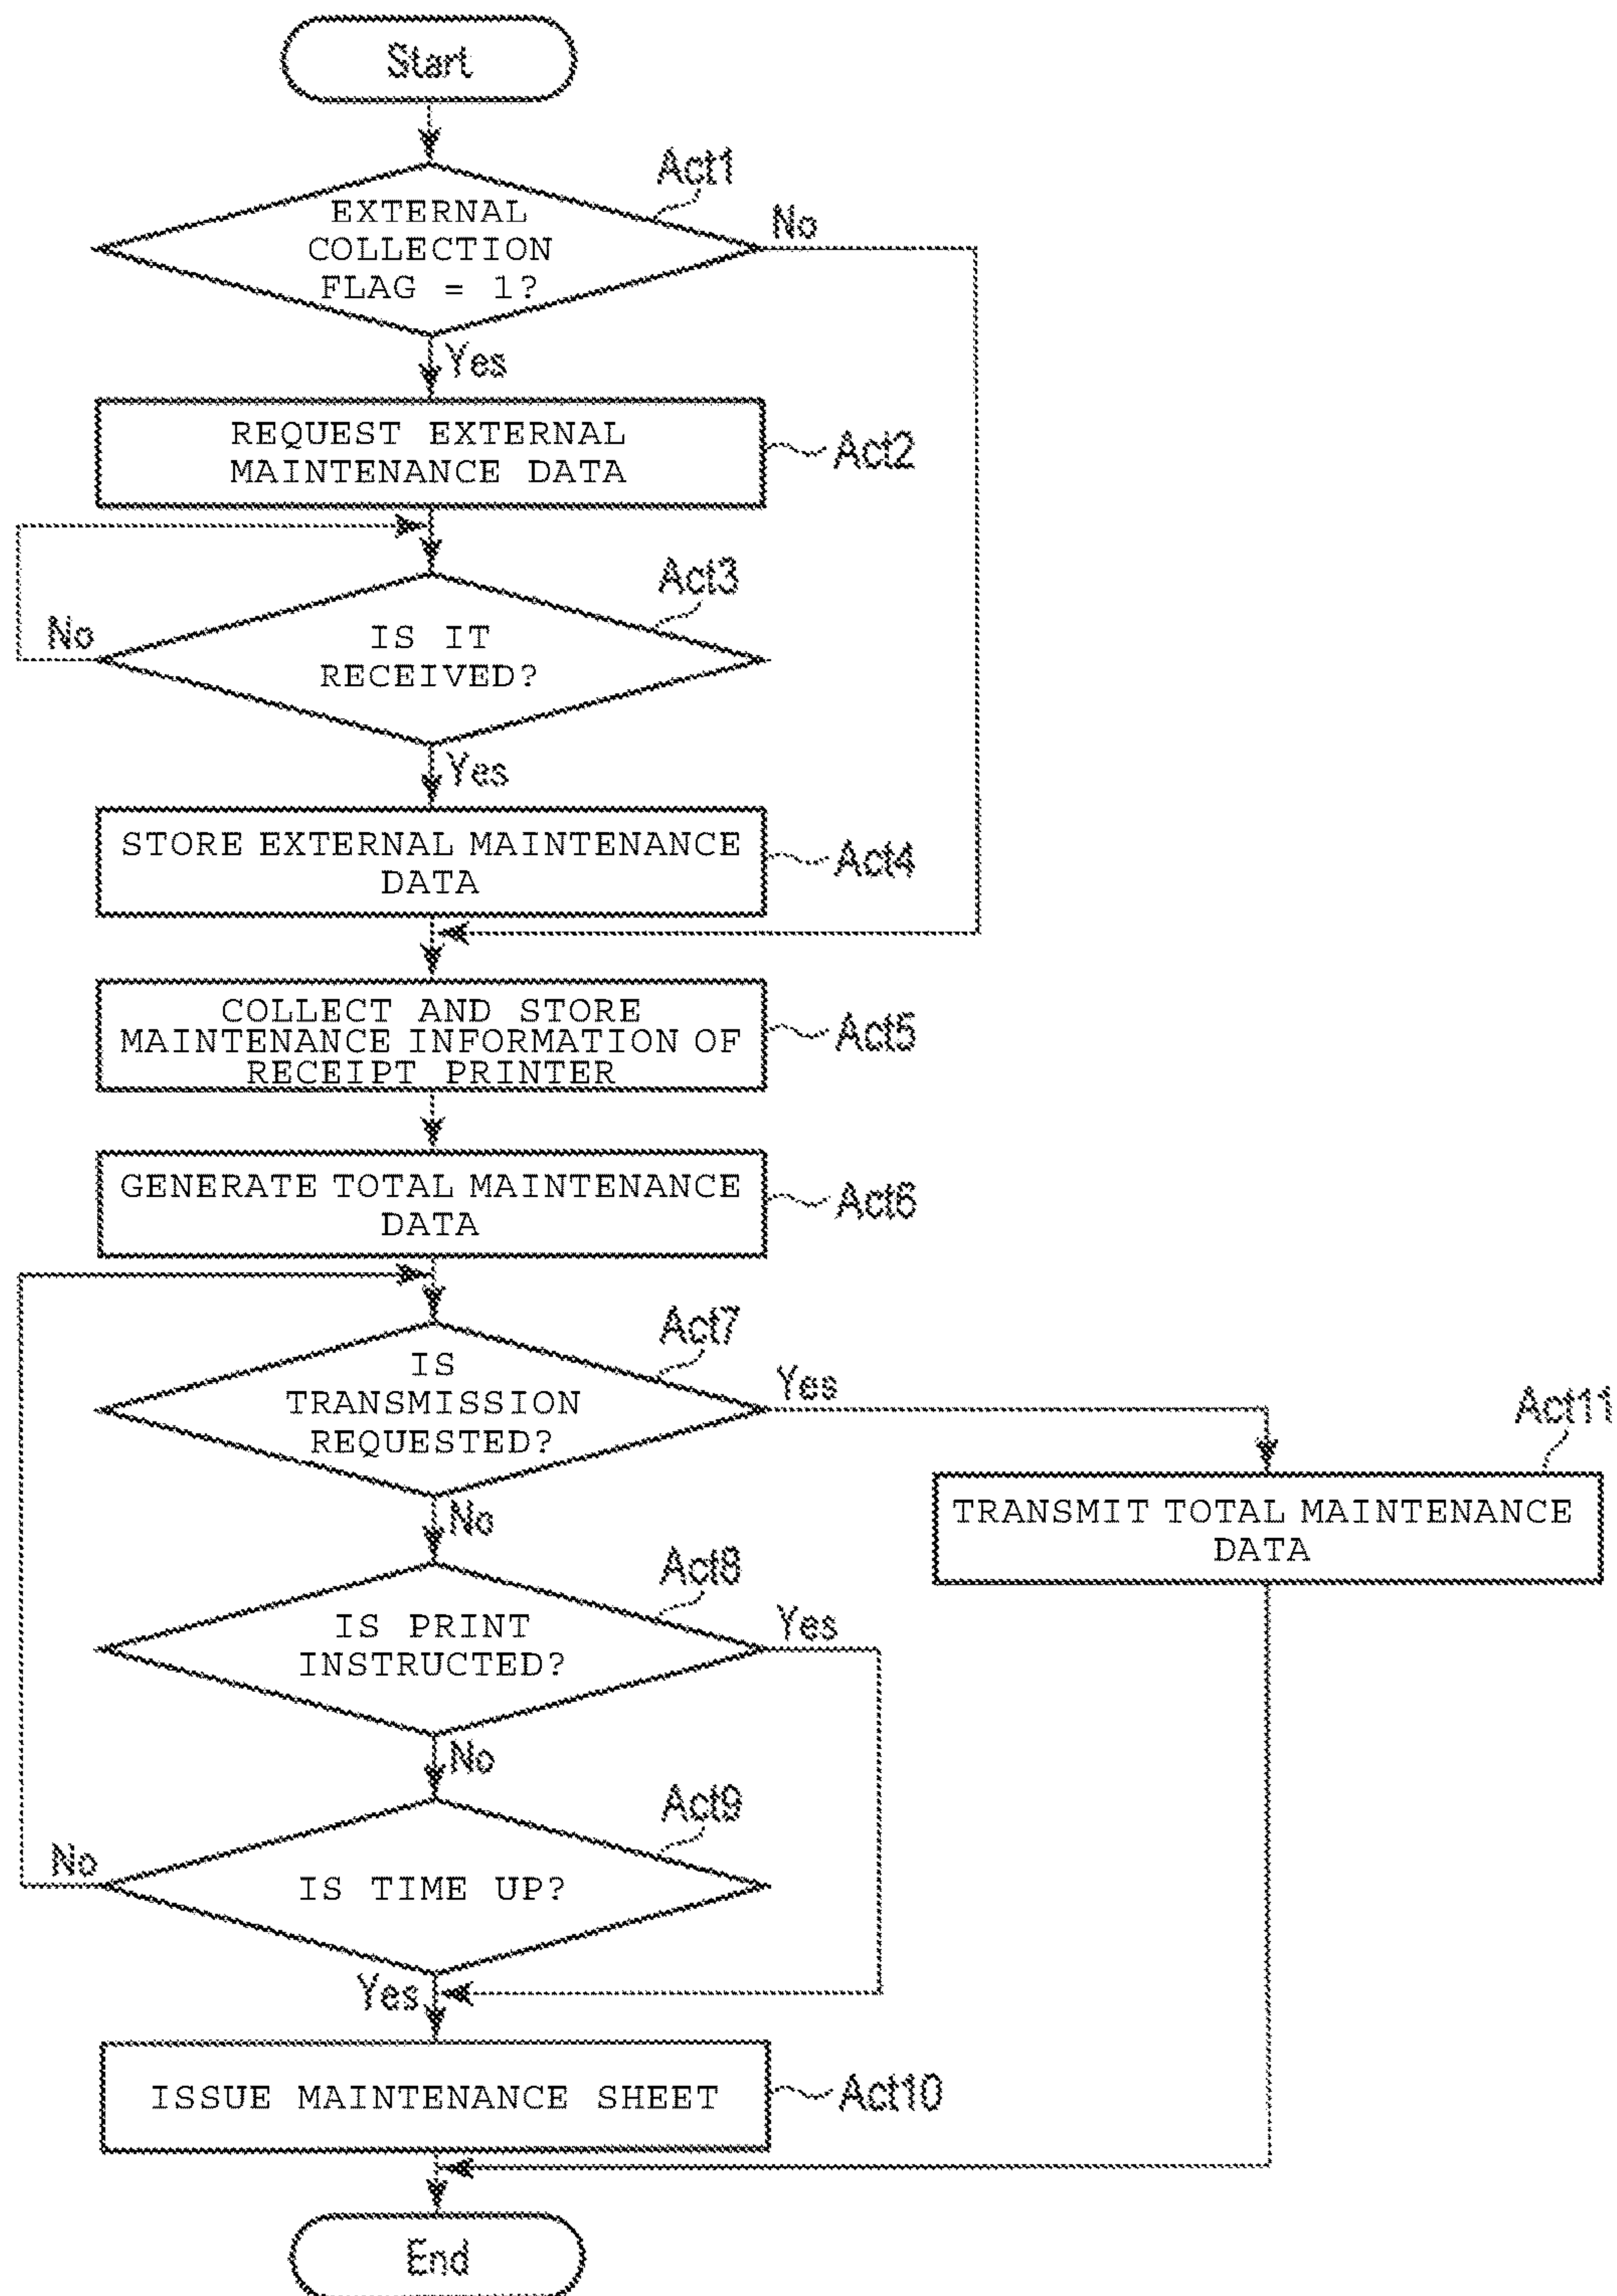 Start
Act1
EXTERNAL
COLLECTION
FLAG = 1?
No
Yes
REQUEST EXTERNAL
MAINTENANCE DATA
Act2
Act3
IS IT
RECEIVED?
No
Yes
STORE EXTERNAL MAINTENANCE
DATA
Act4
COLLECT AND STORE
MAINTENANCE INFORMATION OF
RECEIPT PRINTER
Act5
GENERATE TOTAL MAINTENANCE
DATA
Act6
Act7
IS
TRANSMISSION
REQUESTED?
Yes
No
Act11
TRANSMIT TOTAL MAINTENANCE
DATA
Act8
IS PRINT
INSTRUCTED?
Yes
No
Act9
IS TIME UP?
No
Yes
ISSUE MAINTENANCE SHEET
Act10
End